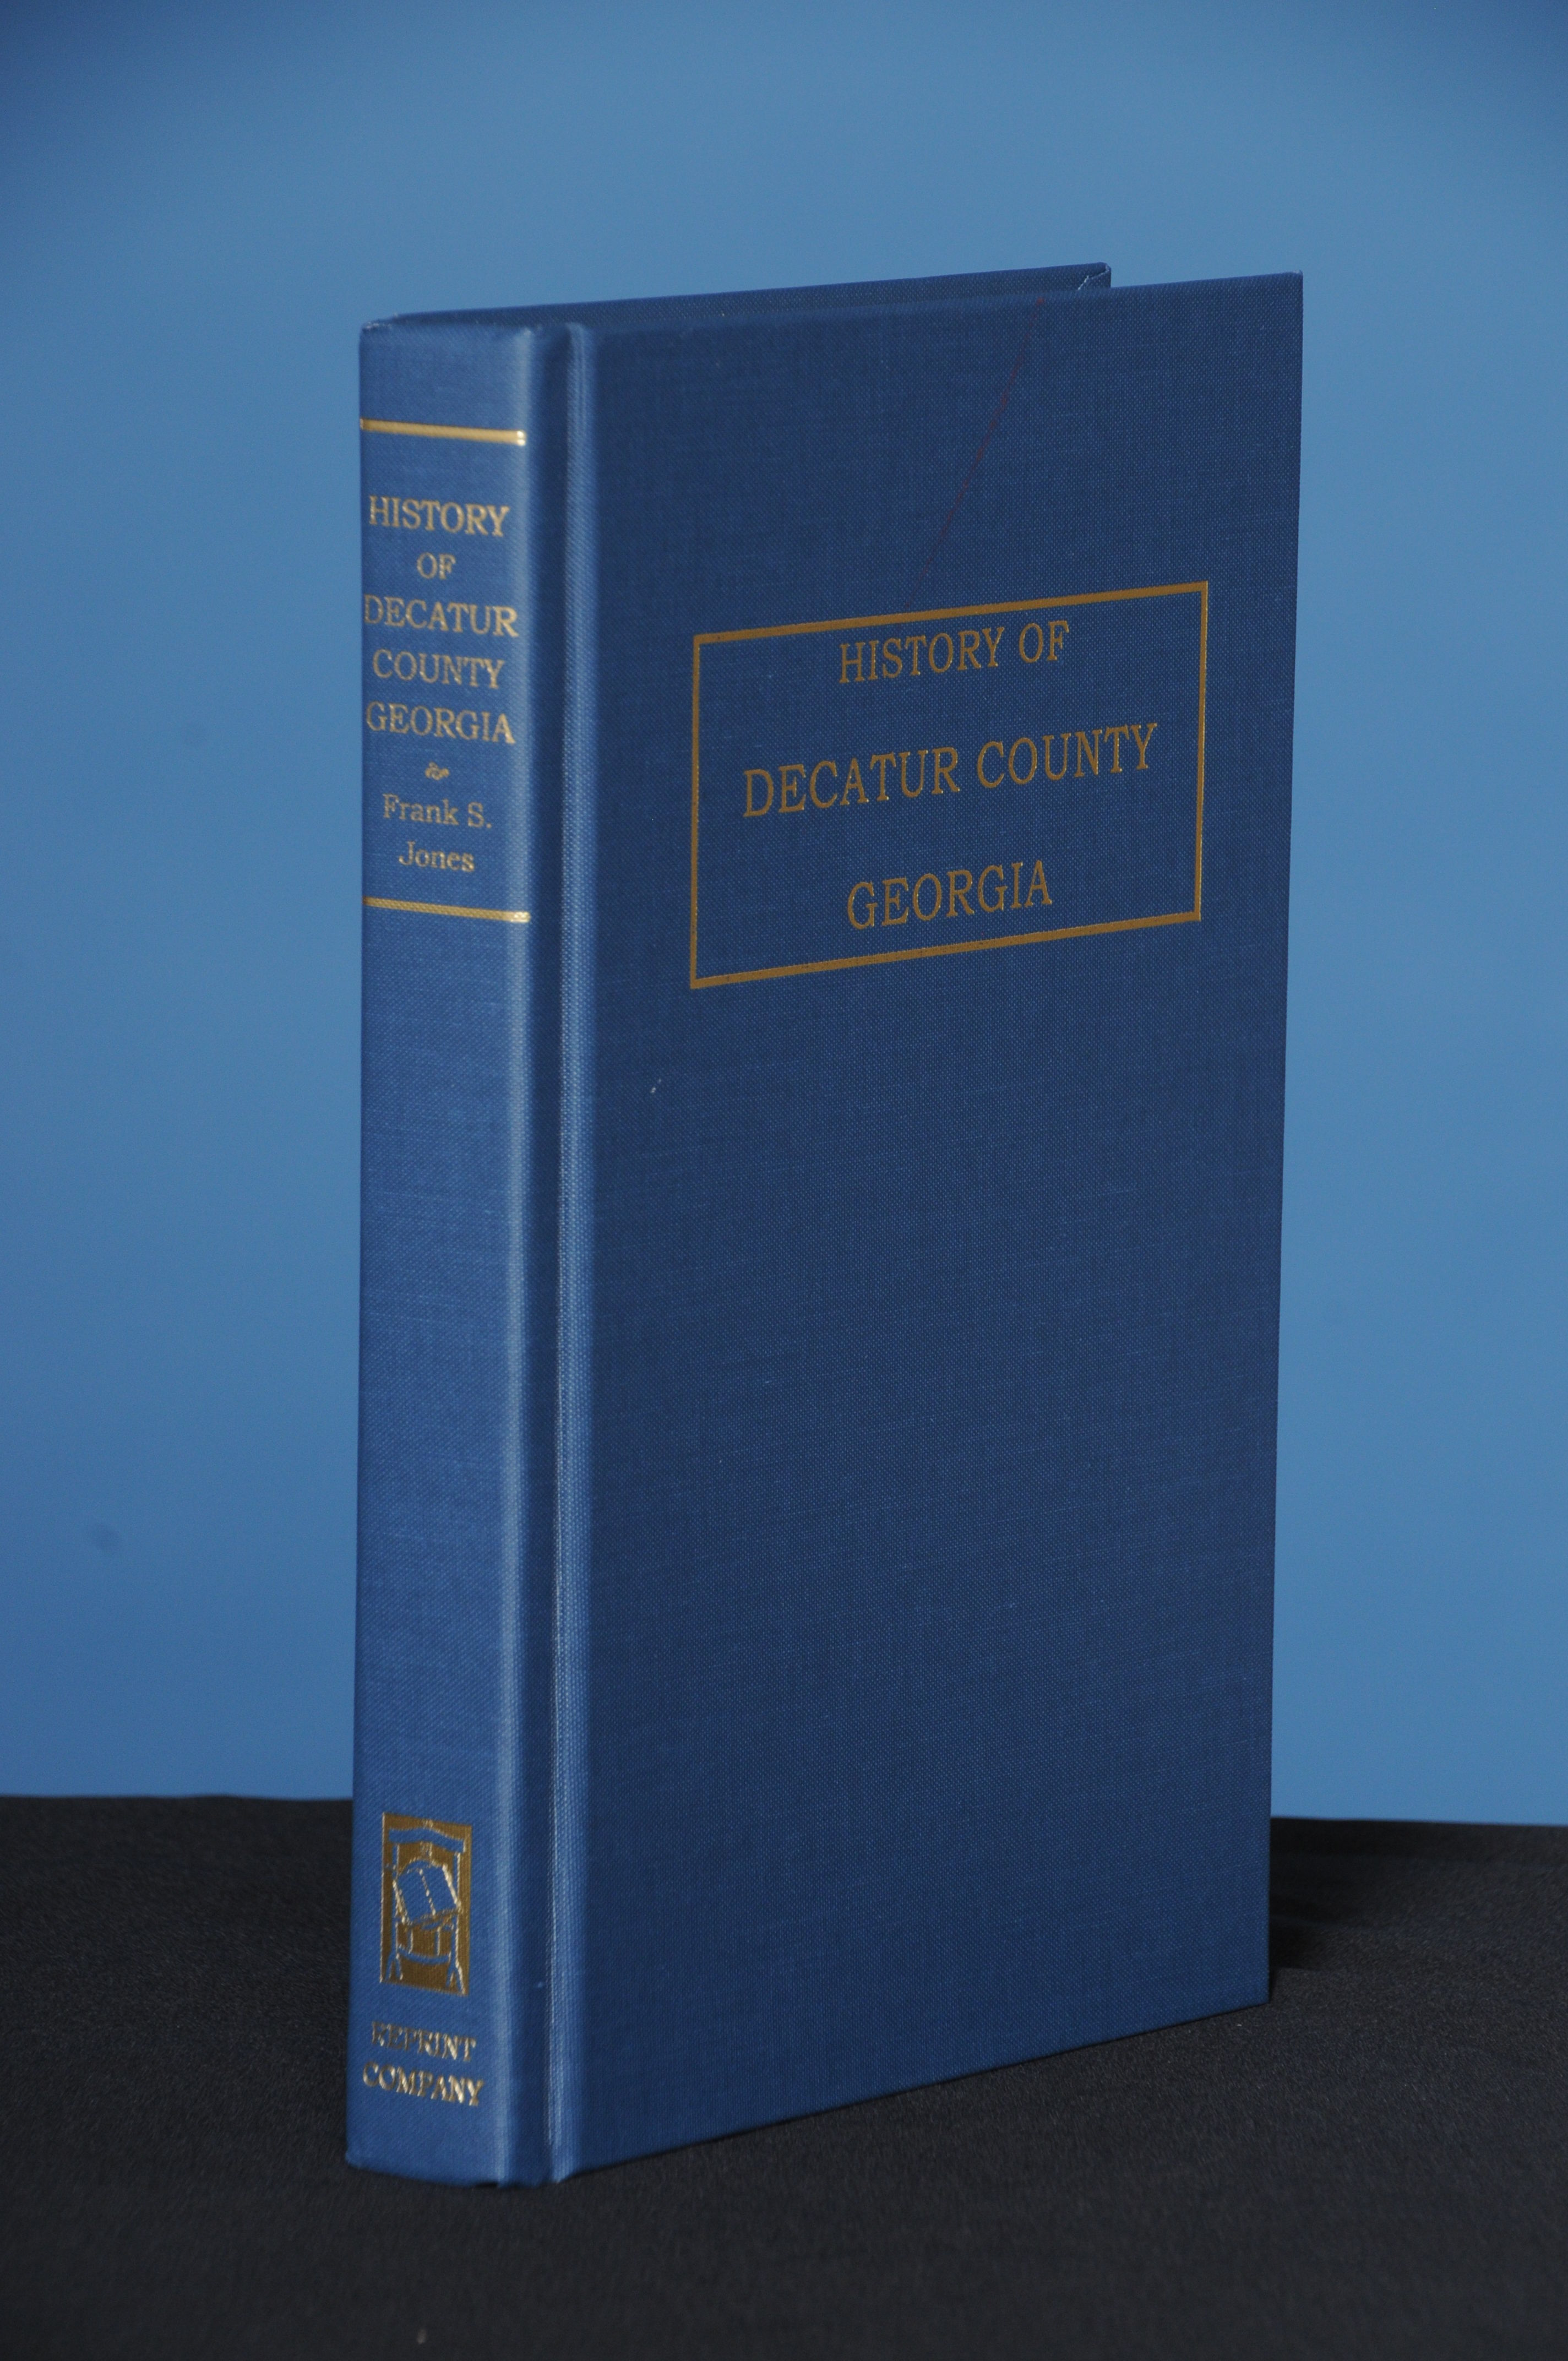 HISTORY
OF
DECATUR
COUNTY
GEORGIA
Frank S.
Jones
REPRINT
COMPANY
HISTORY OF
DECATUR COUNTY
GEORGIA